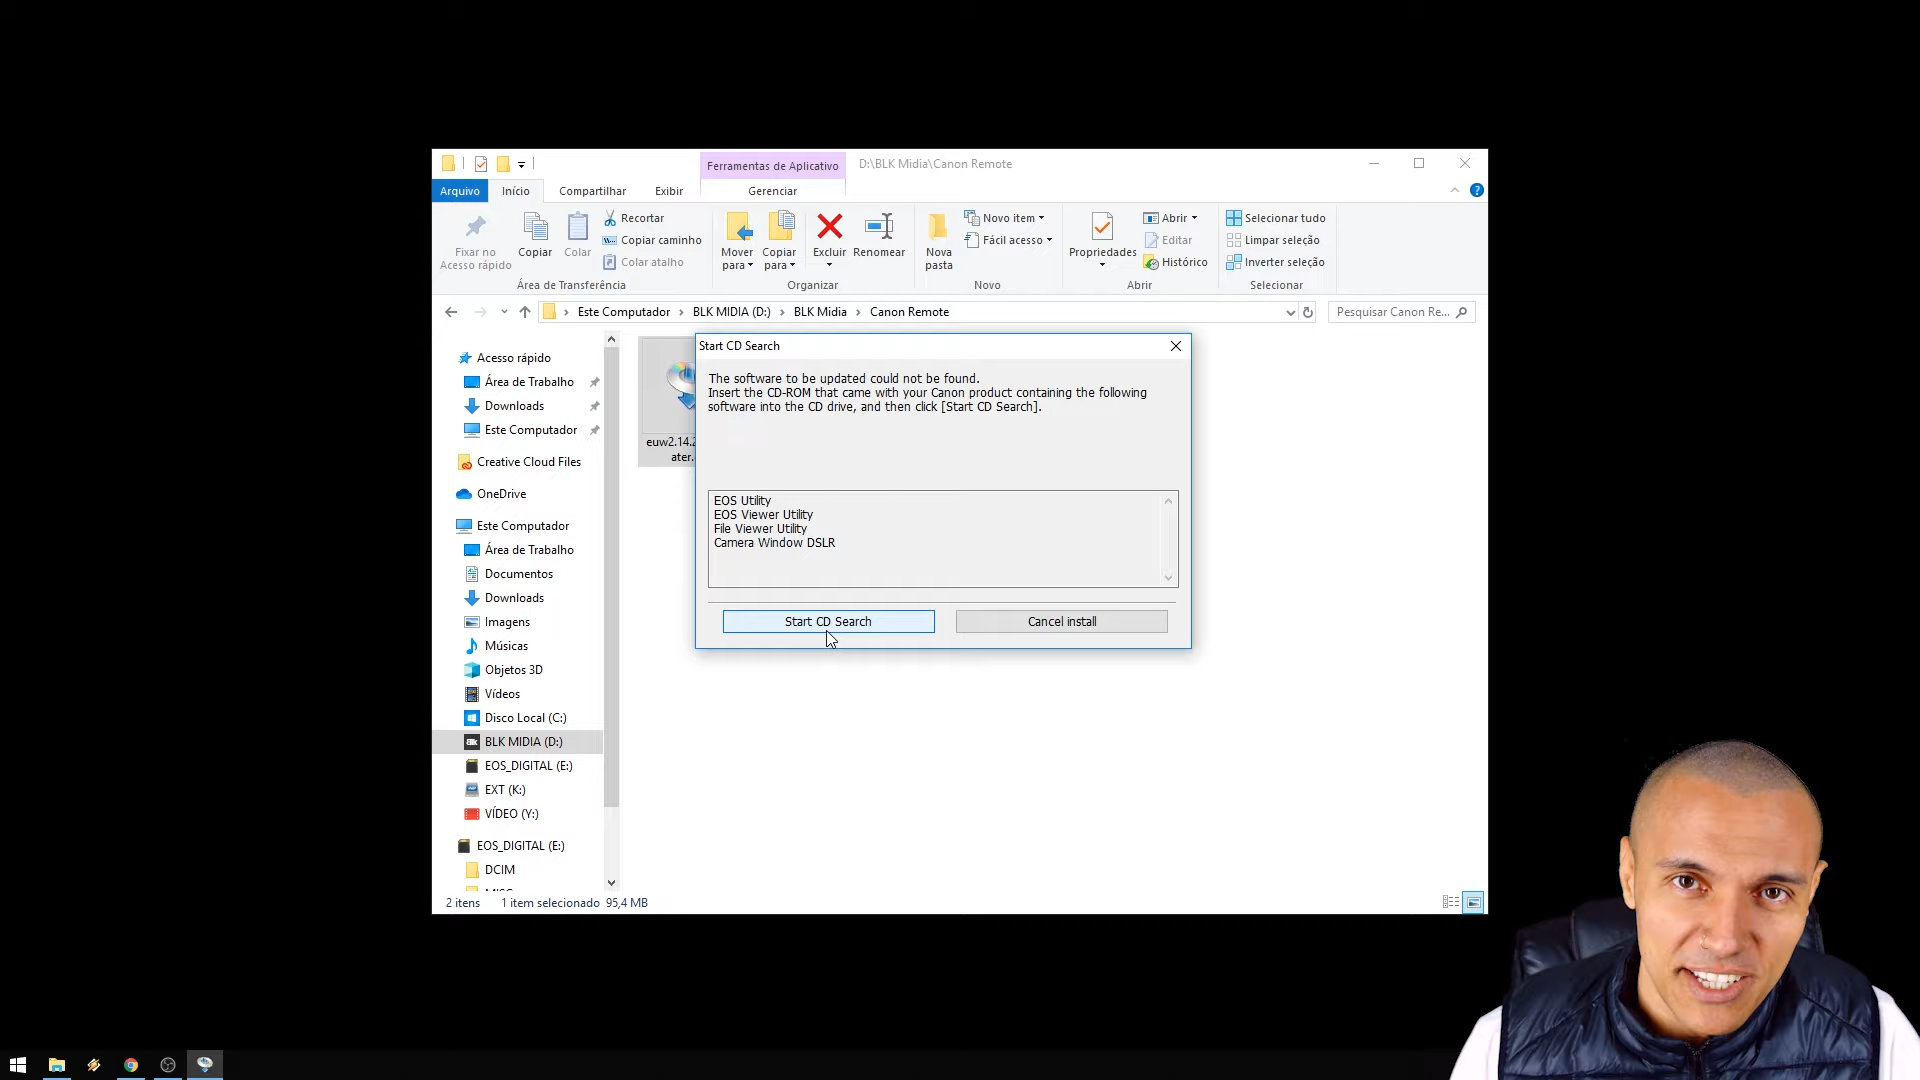 Ferramentas de Aplicativo
D:\BLK Midia\Canon Remote
Arquivo
Início
Compartilhar
Exibir
Gerenciar
Fixar no
Acesso rápido
Copiar
Colar
Recortar
Copiar caminho
Colar atalho
Área de Transferência
Mover
para
Copiar
para
Excluir
Renomear
Organizar
Nova
pasta
Novo item
Fácil acesso
Novo
Propriedades
Abrir
Editar
Histórico
Abrir
Selecionar tudo
Limpar seleção
Inverter seleção
Selecionar
Este Computador
BLK MIDIA (D:)
BLK Midia
Canon Remote
Pesquisar Canon Re...
Acesso rápido
Área de Trabalho
Downloads
Este Computador
Creative Cloud Files
OneDrive
Este Computador
Área de Trabalho
Documentos
Downloads
Imagens
Músicas
Objetos 3D
Vídeos
Disco Local (C:)
BLK MIDIA (D:)
EOS_DIGITAL (E:)
EXT (K:)
VÍDEO (Y:)
EOS_DIGITAL (E:)
DCIM
euw2.14.2
ater.
Start CD Search
The software to be updated could not be found.
Insert the CD-ROM that came with your Canon product containing the following
software into the CD drive, and then click [Start CD Search].
EOS Utility
EOS Viewer Utility
File Viewer Utility
Camera Window DSLR
Start CD Search
Cancel install
2 itens
1 item selecionado 95,4 MB